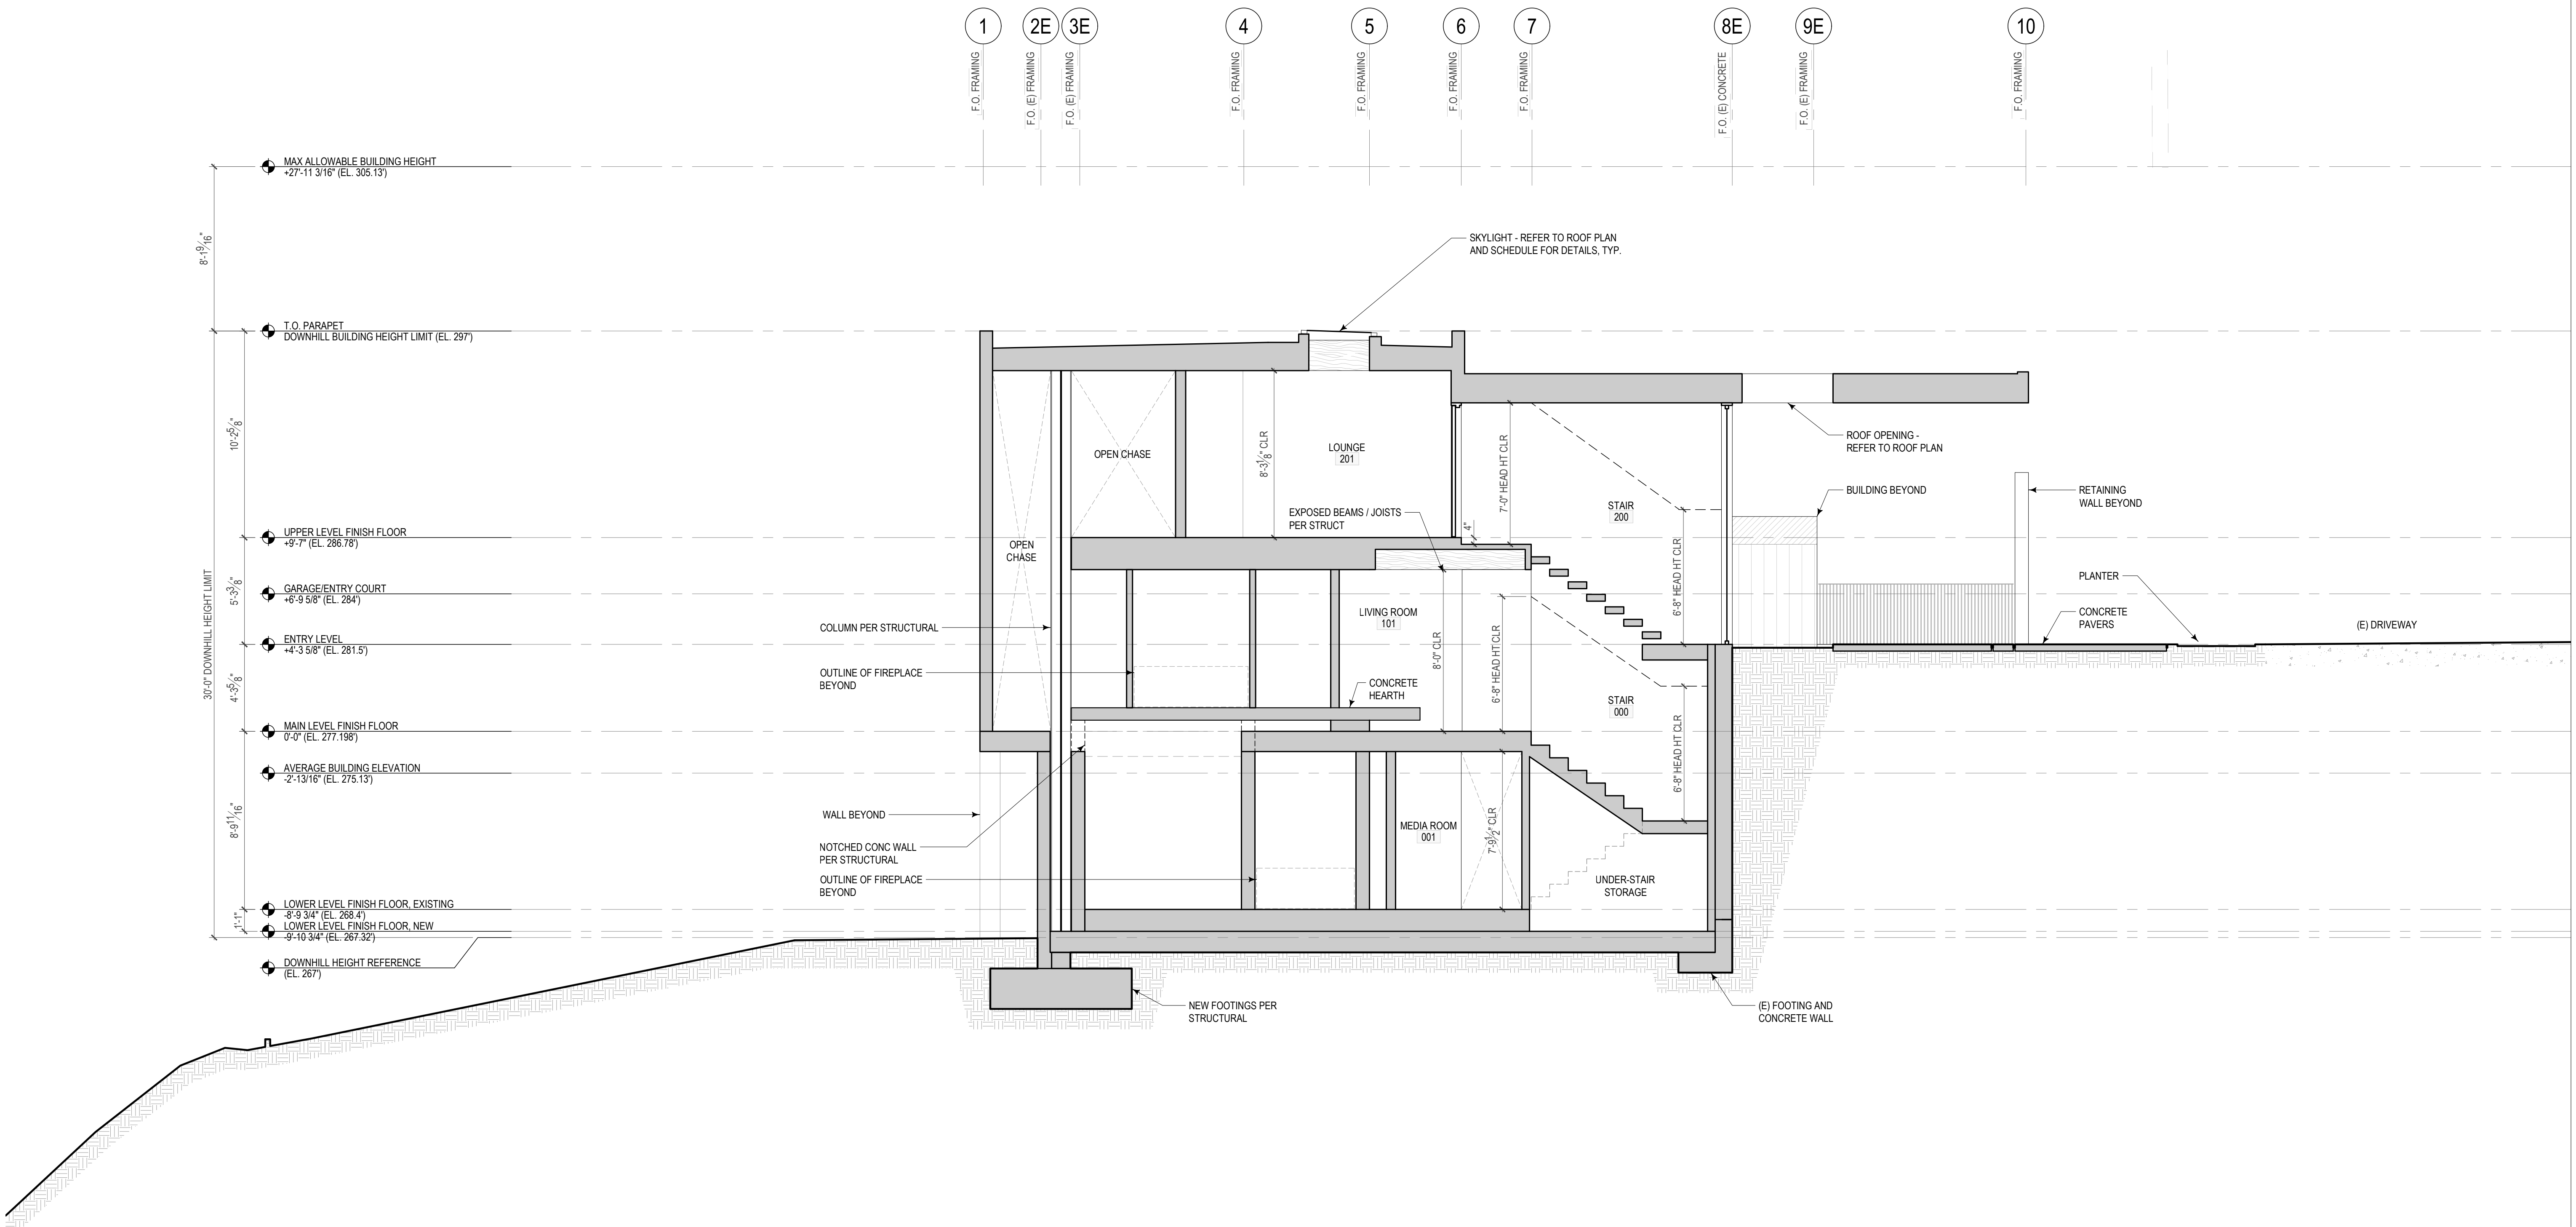 1
2E
3E
4
5
6
7
8E
9E
10
F.O. FRAMING
F.O. (E) FRAMING
F.O. (E) FRAMING
F.O. FRAMING
F.O. FRAMING
F.O. FRAMING
F.O. FRAMING
F.O. (E) CONCRETE
F.O. (E) FRAMING
F.O. FRAMING
MAX ALLOWABLE BUILDING HEIGHT
+27'-11 3/16" (EL. 305.13')
8'-1 9/16"
T.O. PARAPET
DOWNHILL BUILDING HEIGHT LIMIT (EL. 297')
10'-2 5/8"
UPPER LEVEL FINISH FLOOR
+9'-7" (EL. 286.78')
5'-3 3/8"
GARAGE/ENTRY COURT
+6'-9 5/8" (EL. 284')
ENTRY LEVEL
+4'-3 5/8" (EL. 281.5')
30'-0" DOWNHILL HEIGHT LIMIT
4'-3 5/8"
MAIN LEVEL FINISH FLOOR
0'-0" (EL. 277.198')
AVERAGE BUILDING ELEVATION
-2'-13/16" (EL. 275.13')
8'-9 11/16"
LOWER LEVEL FINISH FLOOR, EXISTING
-8'-9 3/4" (EL. 268.4')
1'-1"
LOWER LEVEL FINISH FLOOR, NEW
-9'-10 3/4" (EL. 267.32')
DOWNHILL HEIGHT REFERENCE
(EL. 267')
SKYLIGHT - REFER TO ROOF PLAN
AND SCHEDULE FOR DETAILS, TYP.
OPEN CHASE
8'-3 1/8" CLR
LOUNGE
201
7'-0" HEAD HT CLR
ROOF OPENING -
REFER TO ROOF PLAN
BUILDING BEYOND
RETAINING
WALL BEYOND
EXPOSED BEAMS / JOISTS
PER STRUCT
4"
STAIR
200
6'-8" HEAD HT CLR
OPEN
CHASE
PLANTER
CONCRETE
PAVERS
(E) DRIVEWAY
COLUMN PER STRUCTURAL
LIVING ROOM
101
8'-0" CLR
6'-8" HEAD HT CLR
OUTLINE OF FIREPLACE
BEYOND
CONCRETE
HEARTH
STAIR
000
6'-8" HEAD HT CLR
WALL BEYOND
NOTCHED CONC WALL
PER STRUCTURAL
OUTLINE OF FIREPLACE
BEYOND
MEDIA ROOM
001
7'-9 1/2" CLR
UNDER-STAIR
STORAGE
NEW FOOTINGS PER
STRUCTURAL
(E) FOOTING AND
CONCRETE WALL